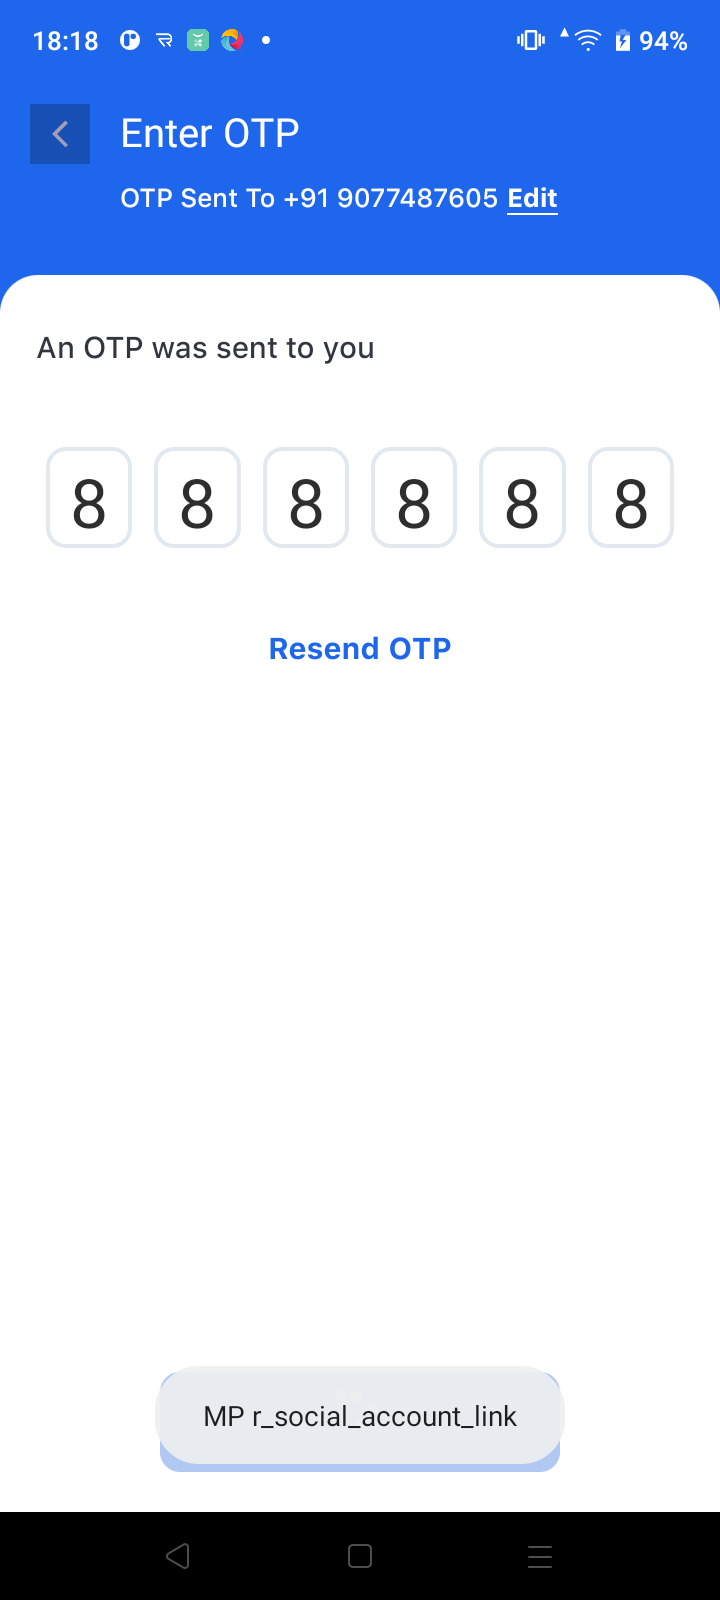 18:18 94%
Enter OTP
OTP Sent To +91 9077487605 Edit
An OTP was sent to you
8 8 8 8 8 8
Resend OTP
MP r_social_account_link